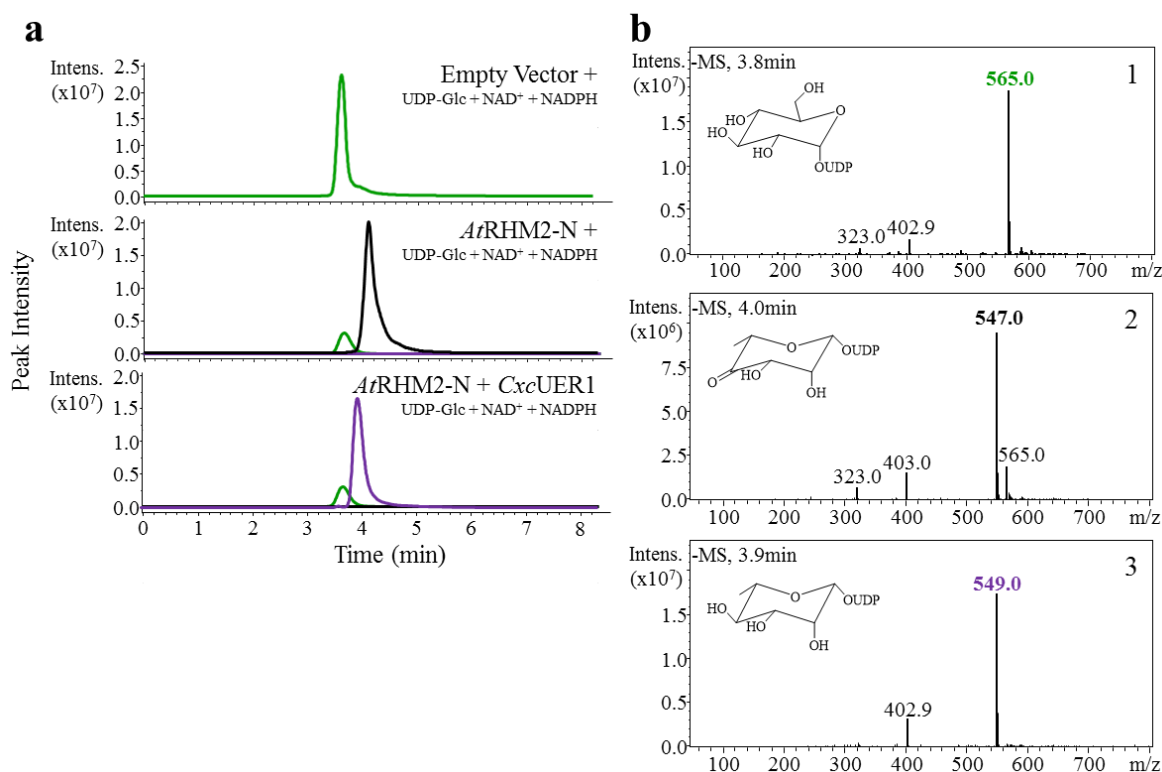 a
Intens.
(x10⁷)
2.5
2.0
1.5
1.0
0.5
0.0
Empty Vector +
UDP-Glc + NAD⁺ + NADPH
Intens.
(x10⁷)
2.0
1.5
1.0
0.5
0.0
AtRHM2-N +
UDP-Glc + NAD⁺ + NADPH
Intens.
(x10⁷)
2.0
1.5
1.0
0.5
0.0
AtRHM2-N + CxcUER1
UDP-Glc + NAD⁺ + NADPH
Peak Intensity
0 1 2 3 4 5 6 7 8
Time (min)
b
Intens.
(x10⁷)
-MS, 3.8min
1
565.0
1.5
1.0
0.5
0.0
OH
O
HO
HO
HO
OUDP
323.0
402.9
100 200 300 400 500 600 700 m/z
Intens.
(x10⁶)
-MS, 4.0min
2
547.0
7.5
5.0
2.5
0.0
O
OUDP
O
HO
OH
323.0
403.0
565.0
100 200 300 400 500 600 700 m/z
Intens.
(x10⁷)
-MS, 3.9min
3
549.0
1.5
1.0
0.5
0.0
O
OUDP
HO
HO
OH
402.9
100 200 300 400 500 600 700 m/z